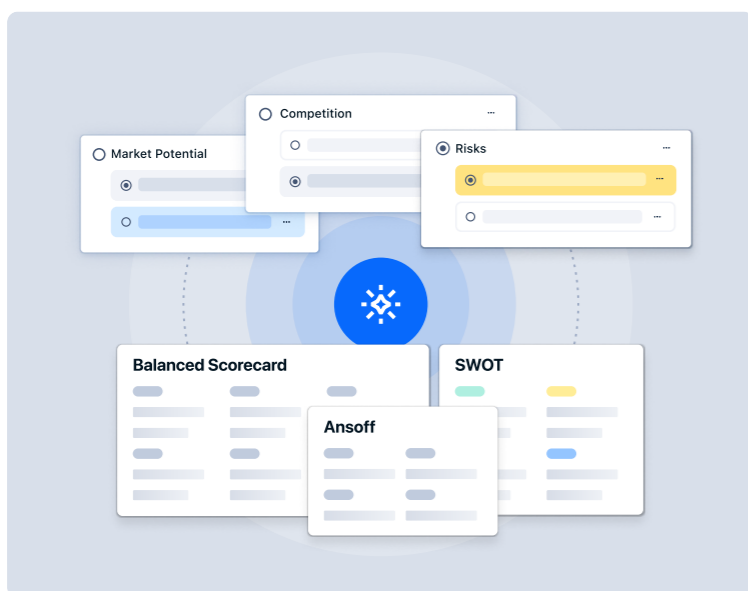 Competition
Market Potential
Risks
Balanced Scorecard
SWOT
Ansoff